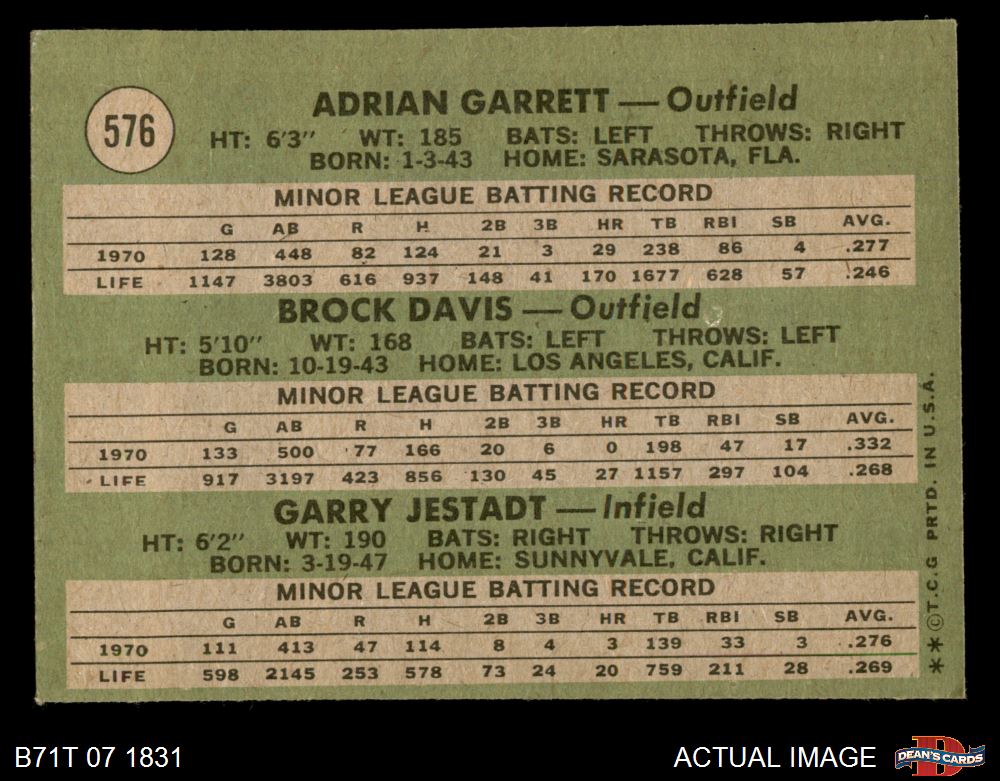 576
ADRIAN GARRETT — Outfield
HT: 6'3" WT: 185 BATS: LEFT THROWS: RIGHT
BORN: 1-3-43 HOME: SARASOTA, FLA.
MINOR LEAGUE BATTING RECORD
G AB R H 2B 3B HR TB RBI SB AVG.
1970 128 448 82 124 21 3 29 238 86 4 .277
LIFE 1147 3803 616 937 148 41 170 1677 628 57 .246
BROCK DAVIS — Outfield
HT: 5'10" WT: 168 BATS: LEFT THROWS: LEFT
BORN: 10-19-43 HOME: LOS ANGELES, CALIF.
MINOR LEAGUE BATTING RECORD
G AB R H 2B 3B HR TB RBI SB AVG.
1970 133 500 77 166 20 6 0 198 47 17 .332
LIFE 917 3197 423 856 130 45 27 1157 297 104 .268
GARRY JESTADT — Infield
HT: 6'2" WT: 190 BATS: RIGHT THROWS: RIGHT
BORN: 3-19-47 HOME: SUNNYVALE, CALIF.
MINOR LEAGUE BATTING RECORD
G AB R H 2B 3B HR TB RBI SB AVG.
1970 111 413 47 114 8 4 3 139 33 3 .276
LIFE 598 2145 253 578 73 24 20 759 211 28 .269
**©T.C.G PRTD. IN U.S.A.
B71T 07 1831
ACTUAL IMAGE
D
DEAN'S CARDS